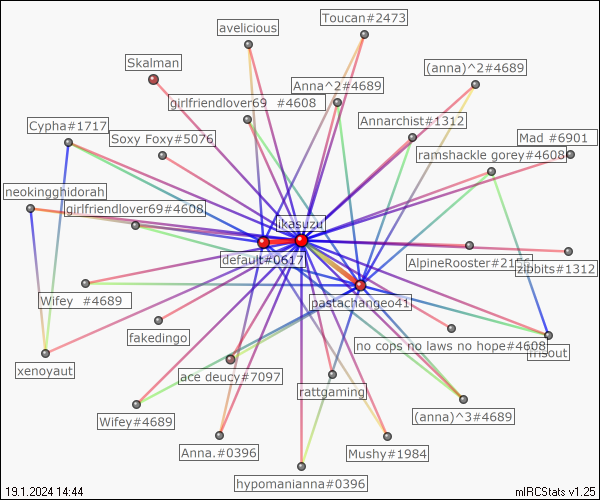 Toucan#2473
avelicious
Skalman
(anna)^2#4689
Anna^2#4689
girlfriendlover69 #4608
Annarchist#1312
Cypha#1717
Soxy Foxy#5076
Mad #6901
ramshackle gorey#4608
neokingghidorah
girlfriendlover69#4608
ikasuzu
default#0617
AlpineRooster#2156
zibbits#1312
Wifey #4689
pastachangeo41
fakedingo
no cops no laws no hope#4608
xenoyaut
ace deucy#7097
rattgaming
Wifey#4689
(anna)^3#4689
Anna.#0396
Mushy#1984
hypomanianna#0396
19.1.2024 14:44
mIRCStats v1.25